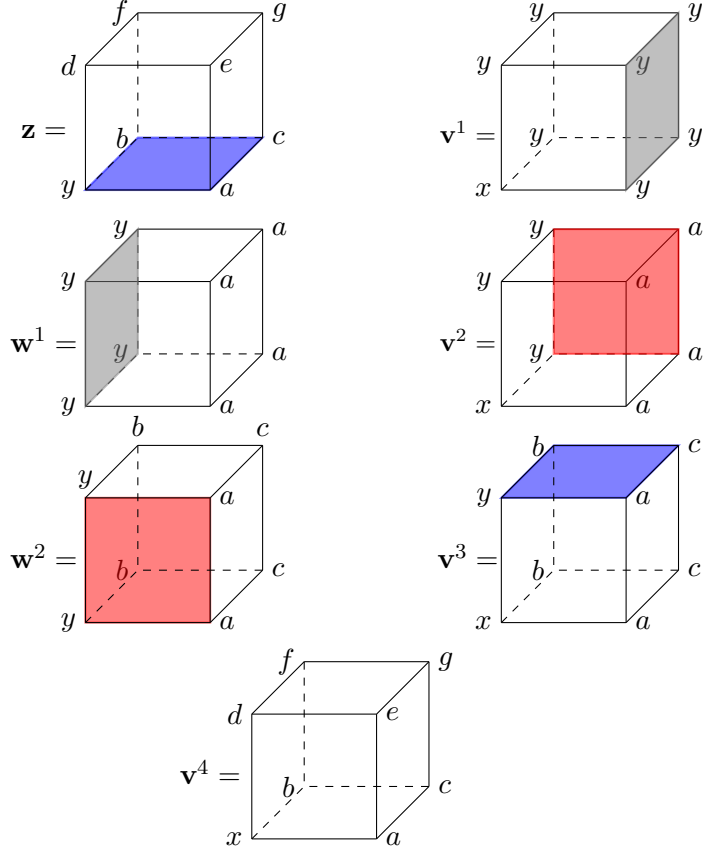 f g y y
d e y y
z = b c v¹ = y y
y a x y
y a y a
y a y a
w¹ = y a v² = y a
y a x a
b c b c
y a y a
w² = b c v³ = b c
y a x a
f g
d e
v⁴ = b c
x a